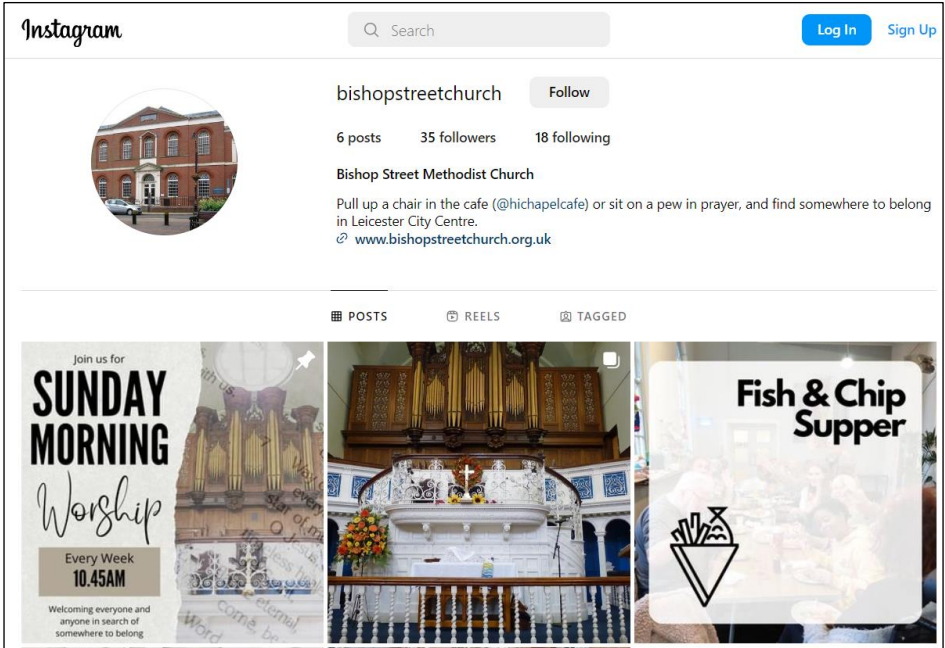 Instagram
Search
Log In
Sign Up
bishopstreetchurch
Follow
6 posts
35 followers
18 following
Bishop Street Methodist Church
Pull up a chair in the cafe (@hichapelcafe) or sit on a pew in prayer, and find somewhere to belong
in Leicester City Centre.
www.bishopstreetchurch.org.uk
POSTS
REELS
TAGGED
Join us for
SUNDAY
MORNING
Worship
Every Week
10.45AM
Welcoming everyone and
anyone in search of
somewhere to belong
Fish & Chip
Supper